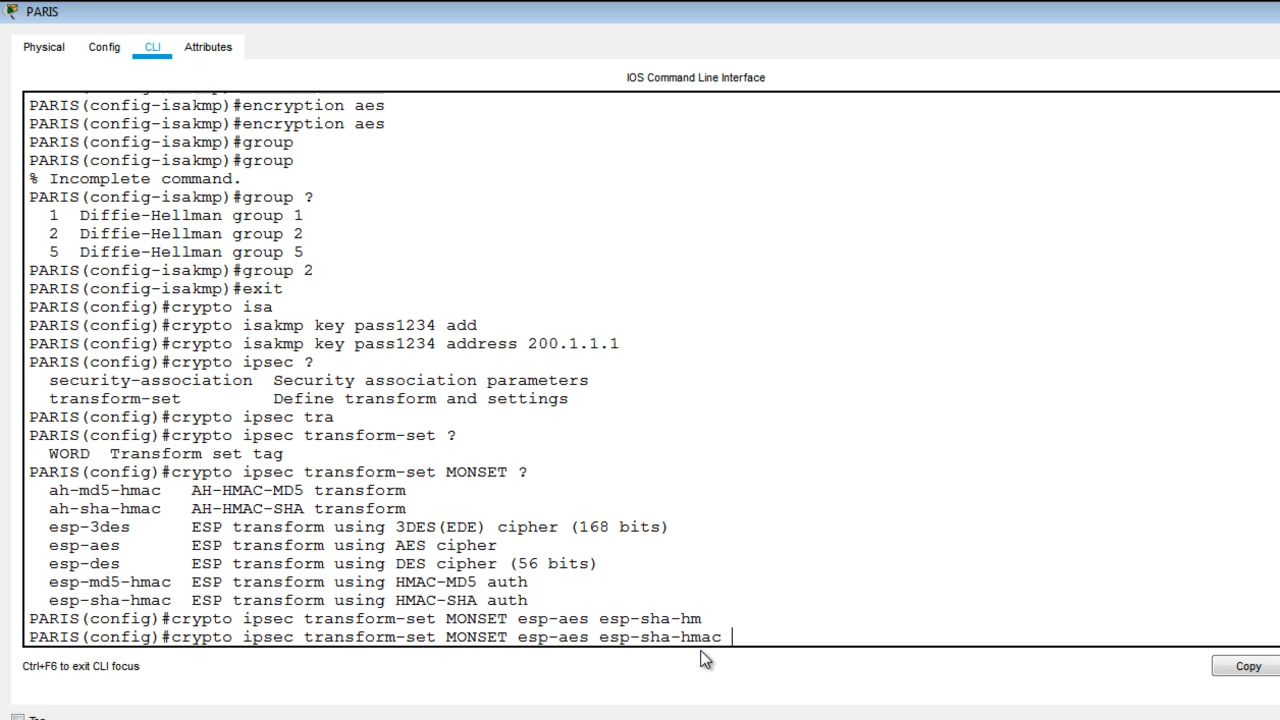 PARIS
Physical Config CLI Attributes
IOS Command Line Interface
PARIS(config-isakmp)#encryption aes
PARIS(config-isakmp)#encryption aes
PARIS(config-isakmp)#group
PARIS(config-isakmp)#group
% Incomplete command.
PARIS(config-isakmp)#group ?
1 Diffie-Hellman group 1
2 Diffie-Hellman group 2
5 Diffie-Hellman group 5
PARIS(config-isakmp)#group 2
PARIS(config-isakmp)#exit
PARIS(config)#crypto isa
PARIS(config)#crypto isakmp key pass1234 add
PARIS(config)#crypto isakmp key pass1234 address 200.1.1.1
PARIS(config)#crypto ipsec ?
security-association Security association parameters
transform-set Define transform and settings
PARIS(config)#crypto ipsec tra
PARIS(config)#crypto ipsec transform-set ?
WORD Transform set tag
PARIS(config)#crypto ipsec transform-set MONSET ?
ah-md5-hmac AH-HMAC-MD5 transform
ah-sha-hmac AH-HMAC-SHA transform
esp-3des ESP transform using 3DES(EDE) cipher (168 bits)
esp-aes ESP transform using AES cipher
esp-des ESP transform using DES cipher (56 bits)
esp-md5-hmac ESP transform using HMAC-MD5 auth
esp-sha-hmac ESP transform using HMAC-SHA auth
PARIS(config)#crypto ipsec transform-set MONSET esp-aes esp-sha-hm
PARIS(config)#crypto ipsec transform-set MONSET esp-aes esp-sha-hmac
Ctrl+F6 to exit CLI focus
Copy